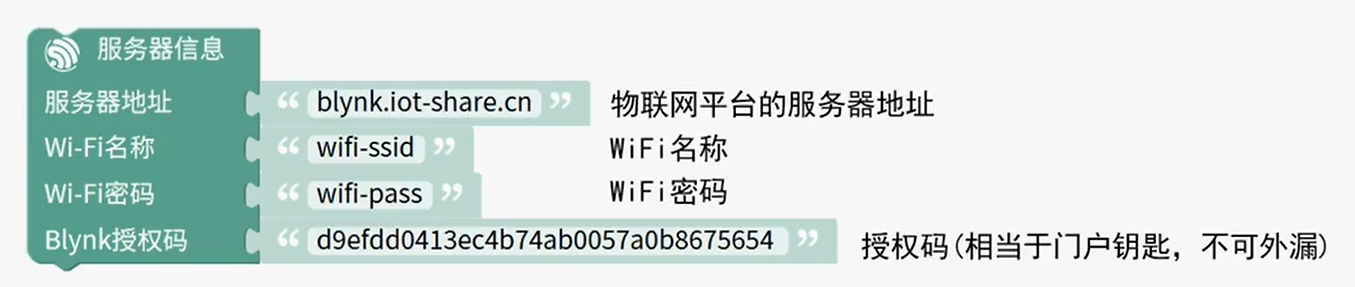 服务器信息
服务器地址 “ blynk.iot-share.cn ” 物联网平台的服务器地址
Wi-Fi名称 “ wifi-ssid ” WiFi名称
Wi-Fi密码 “ wifi-pass ” WiFi密码
Blynk授权码 “ d9efdd0413ec4b74ab0057a0b8675654 ” 授权码(相当于门户钥匙，不可外漏)